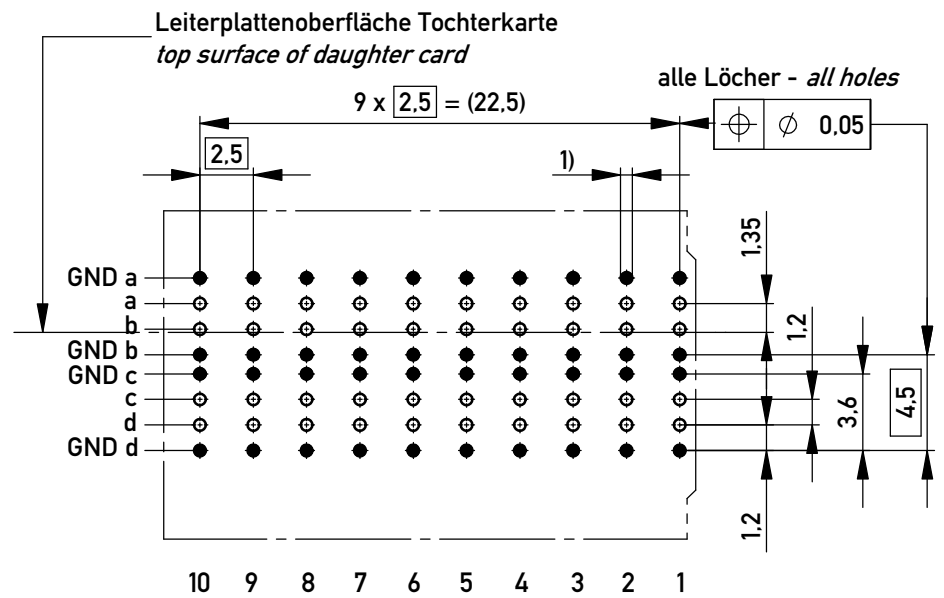 Leiterplattenoberfläche Tochterkarte
top surface of daughter card
alle Löcher - all holes
9 x 2,5 = (22,5)
⌖ ⌀ 0,05
2,5
1)
1,35
GND a
a
b
GND b
GND c
c
d
GND d
1,2
3,6
4,5
1,2
10 9 8 7 6 5 4 3 2 1